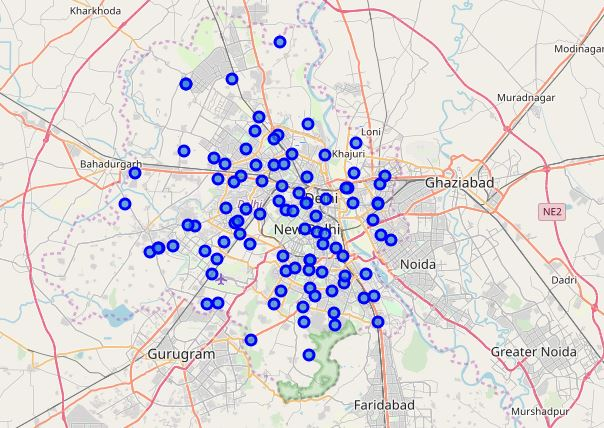 Kharkhoda
Modinagar
Muradnagar
Loni
Khajuri
Bahadurgarh
Ghaziabad
Delhi
NE2
New Delhi
Noida
Dadri
Gurugram
Greater Noida
Faridabad
Murshadpur